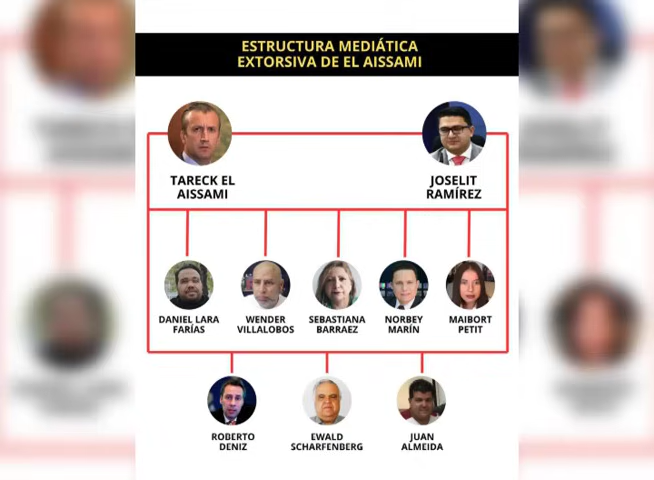 ESTRUCTURA MEDIÁTICA
EXTORSIVA DE EL AISSAMI
TARECK EL
AISSAMI
JOSELIT
RAMÍREZ
DANIEL LARA
FARÍAS
WENDER
VILLALOBOS
SEBASTIANA
BARRAEZ
NORBEY
MARÍN
MAIBORT
PETIT
ROBERTO
DENIZ
EWALD
SCHARFENBERG
JUAN
ALMEIDA